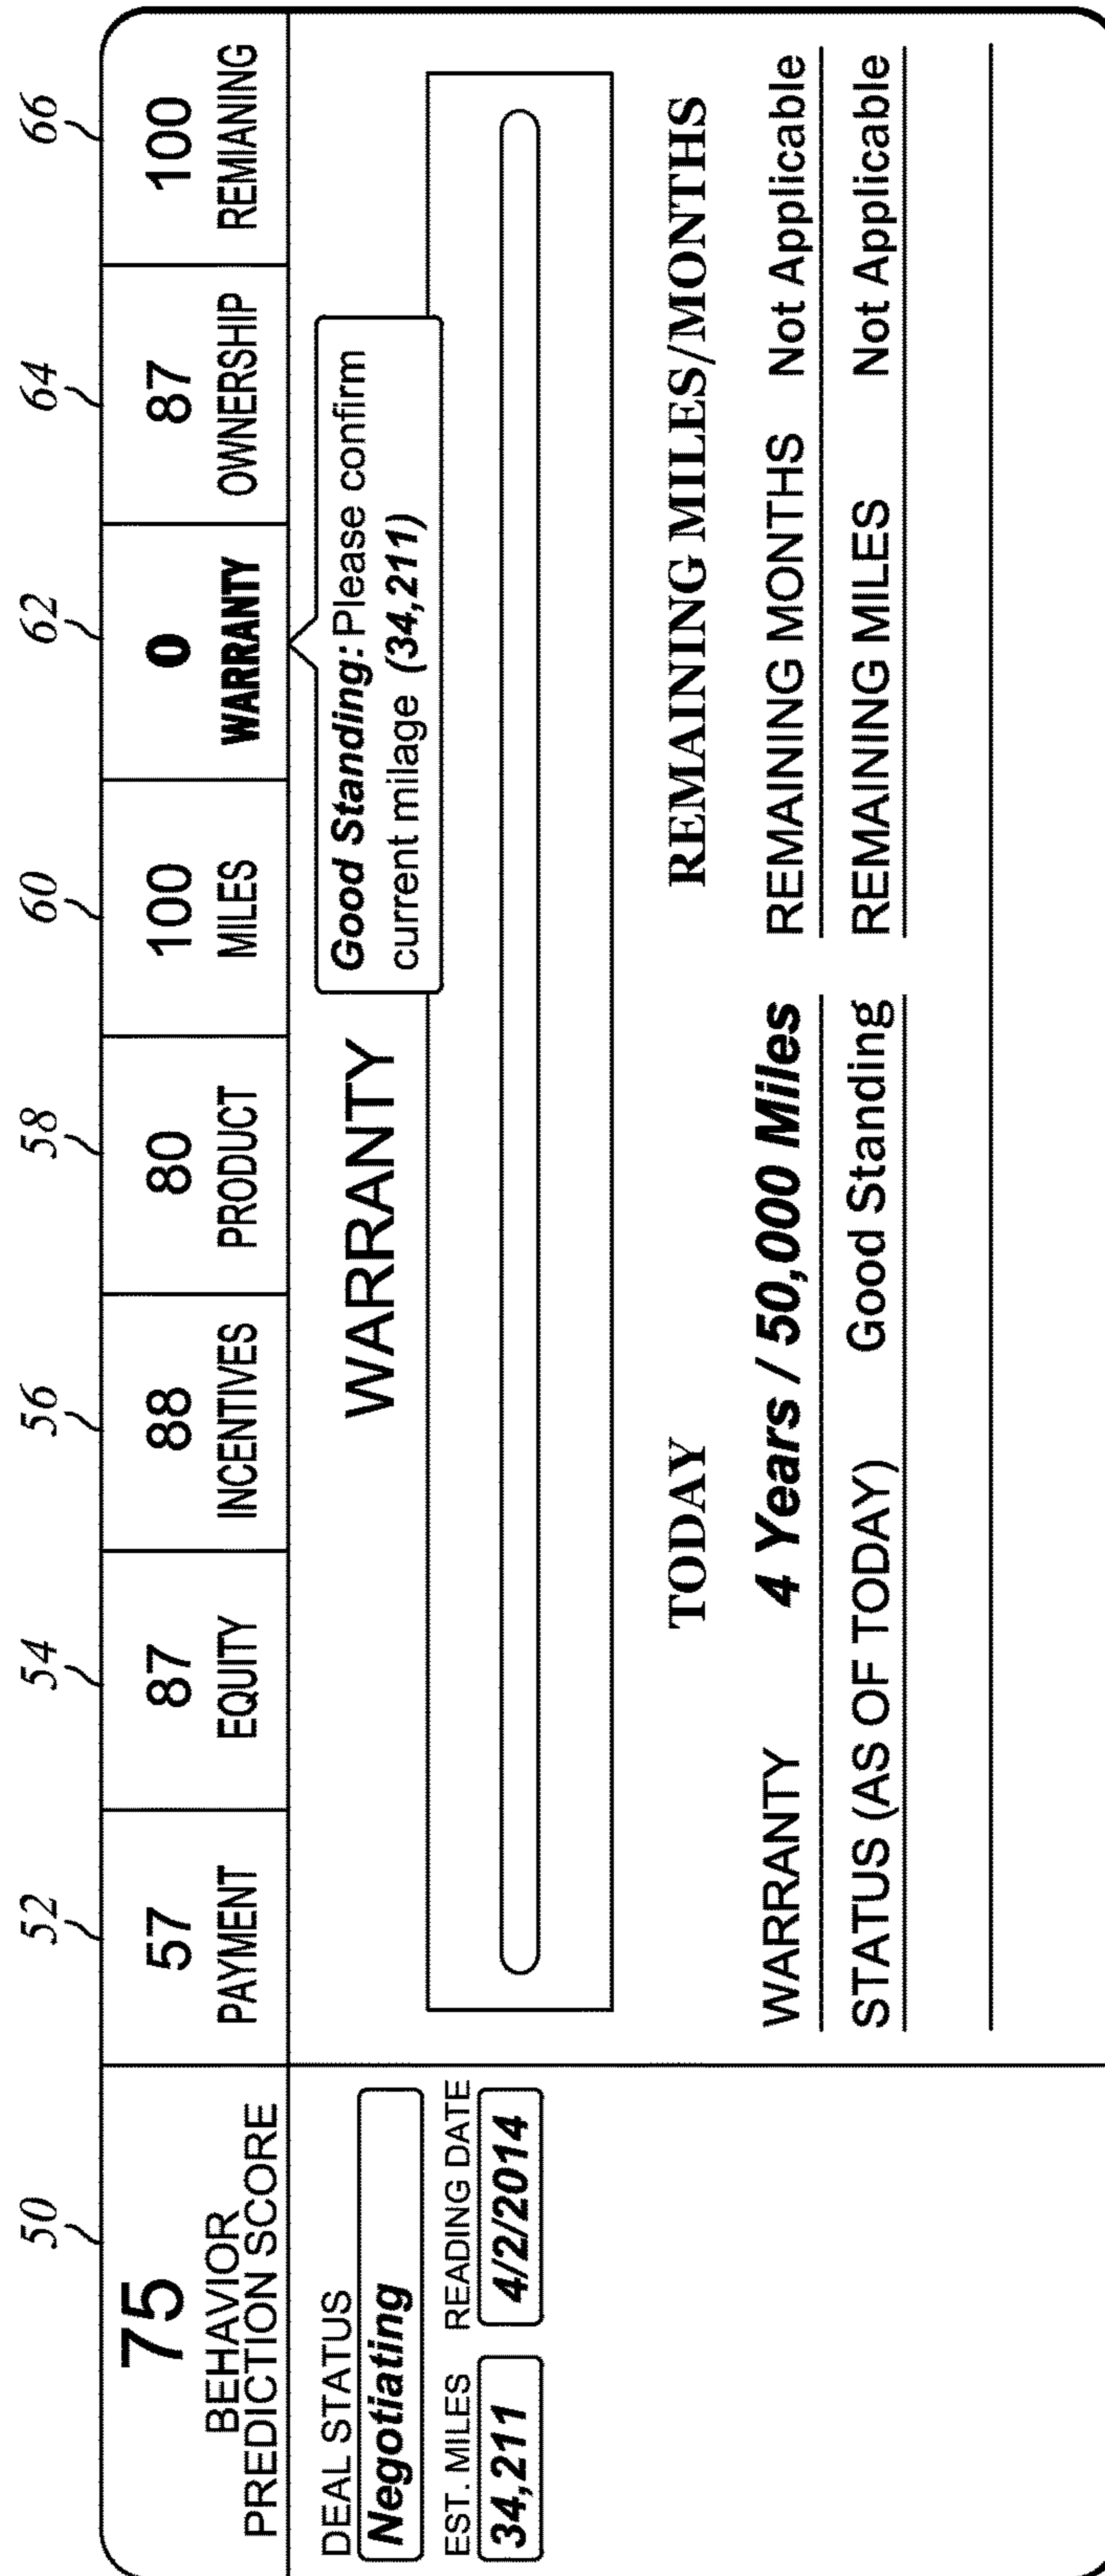 50
52
54
56
58
60
62
64
66
75
BEHAVIOR
PREDICTION SCORE
57
PAYMENT
87
EQUITY
88
INCENTIVES
80
PRODUCT
100
MILES
0
WARRANTY
87
OWNERSHIP
100
REMIANING
DEAL STATUS
Negotiating
EST. MILES READING DATE
34,211 4/2/2014
WARRANTY
Good Standing: Please confirm
current milage (34,211)
TODAY REMAINING MILES/MONTHS
WARRANTY 4 Years / 50,000 Miles REMAINING MONTHS Not Applicable
STATUS (AS OF TODAY) Good Standing REMAINING MILES Not Applicable